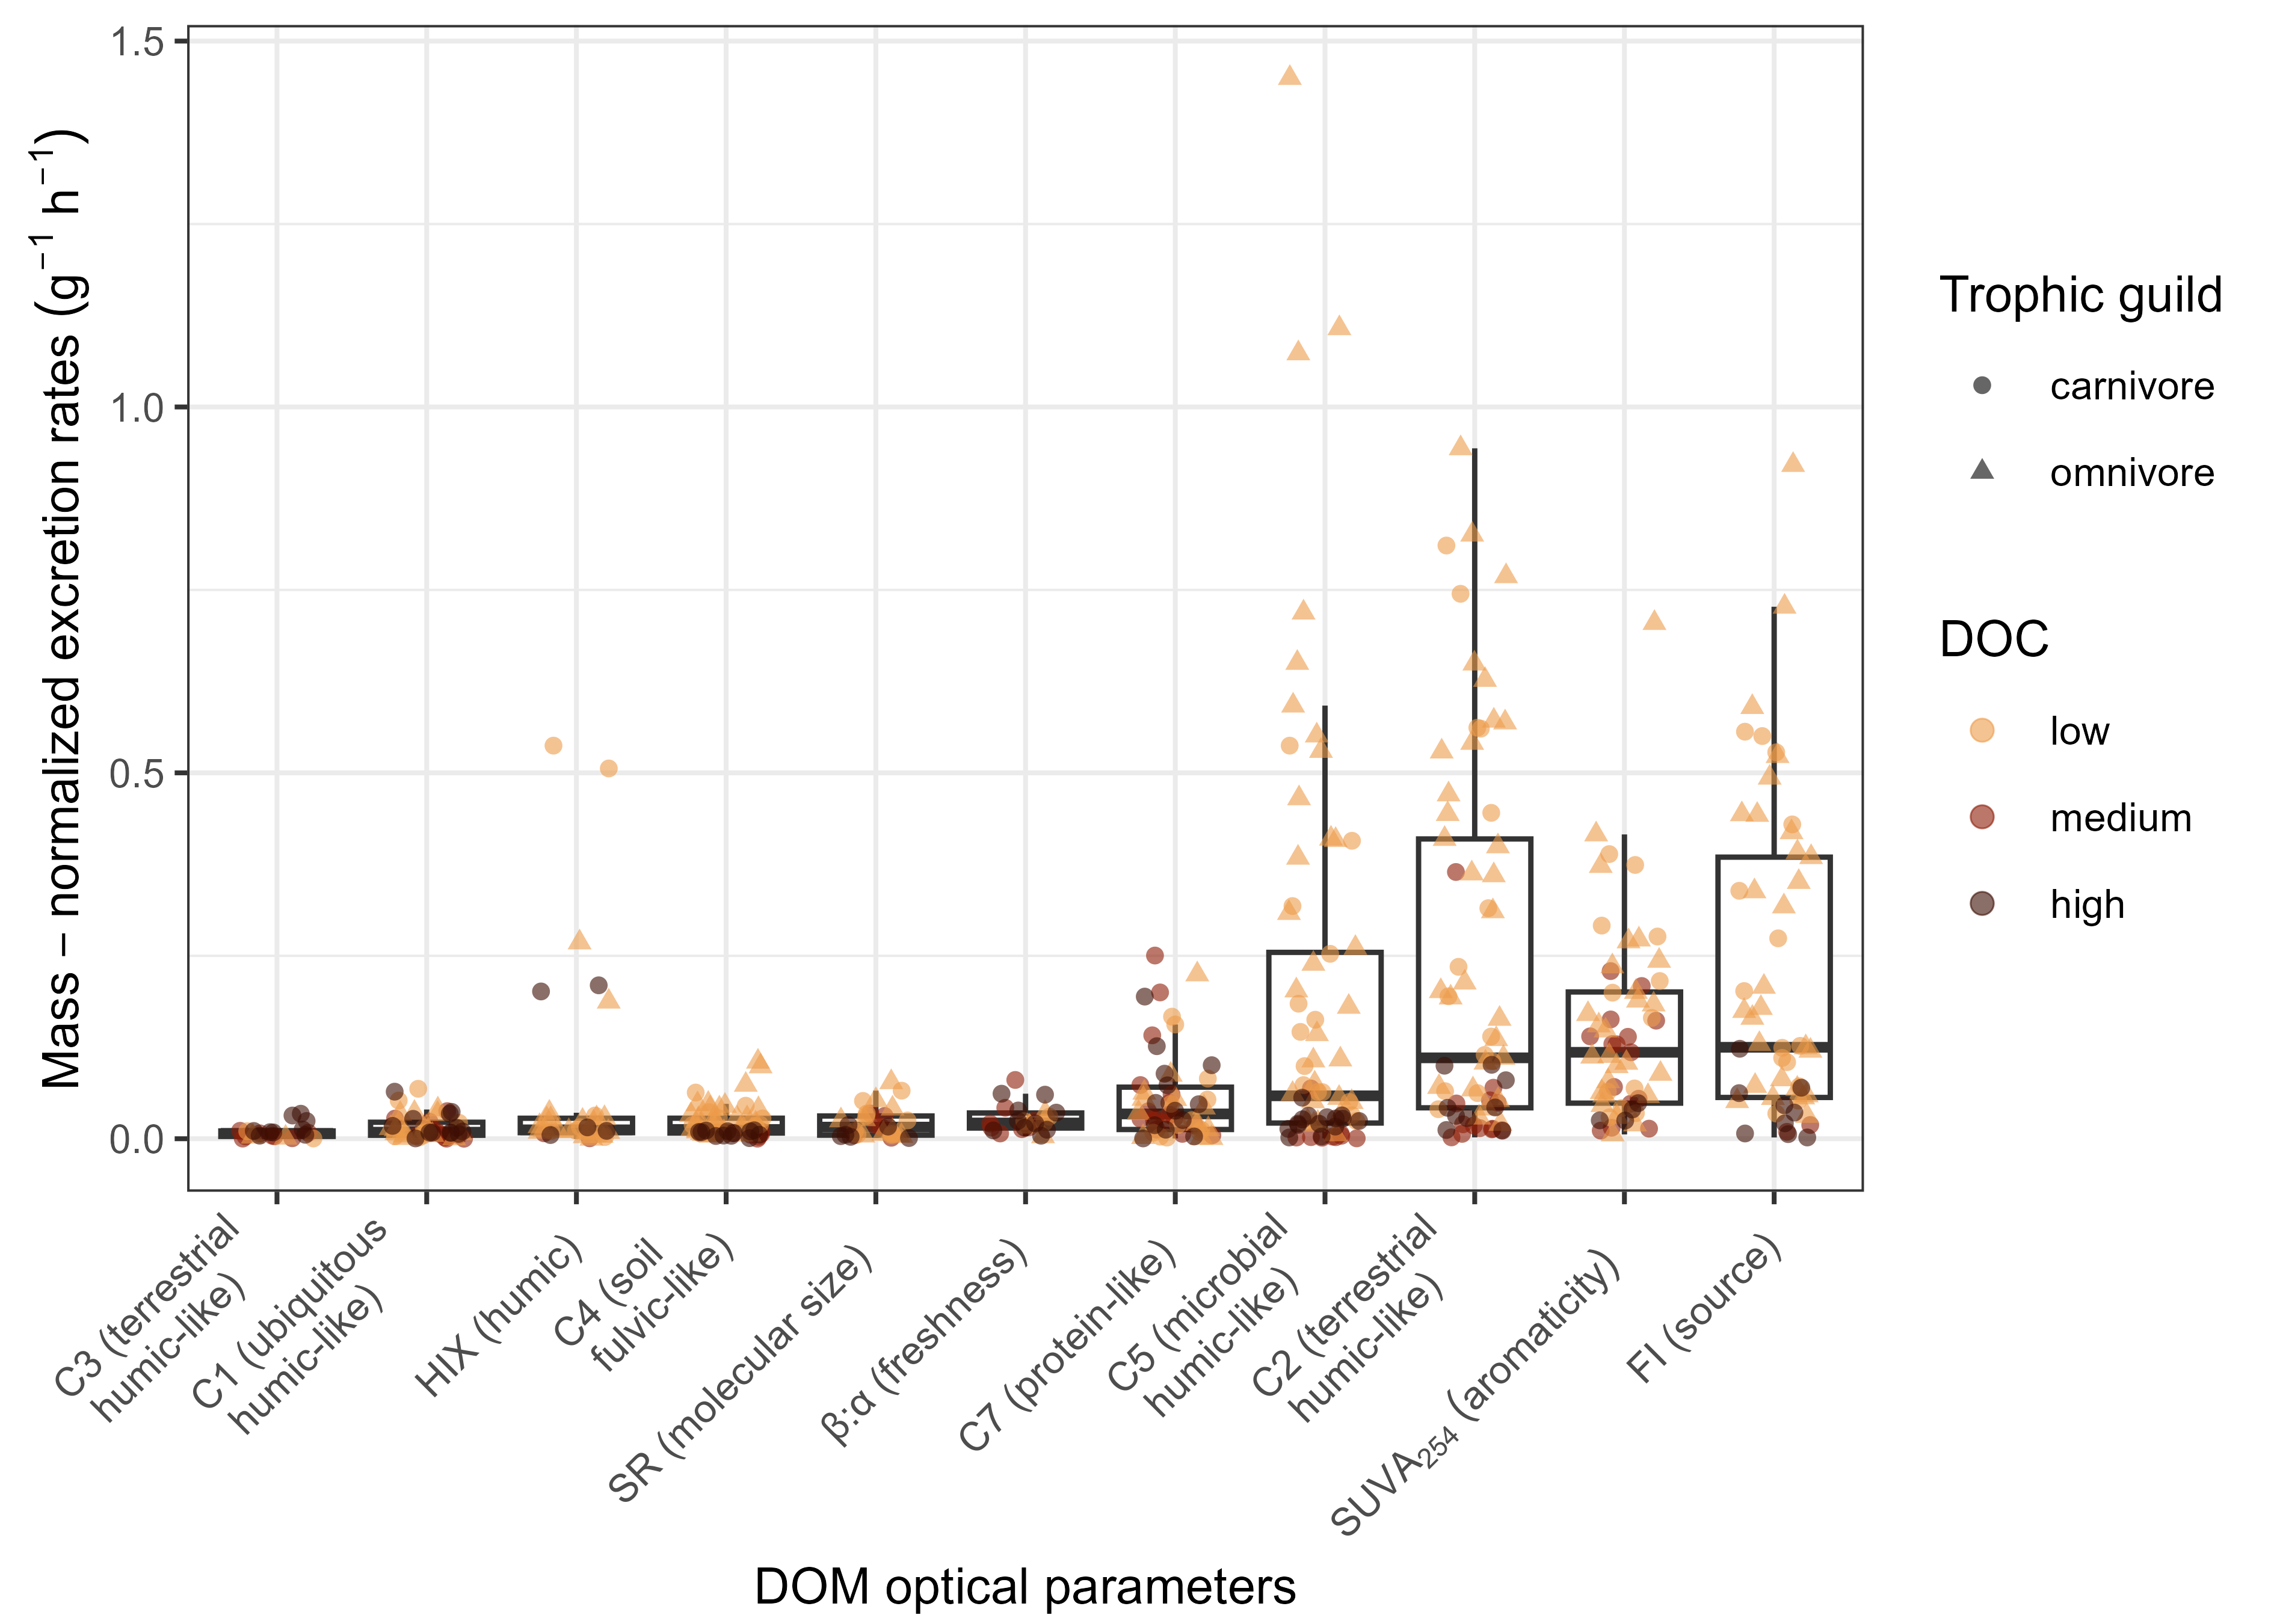 Mass − normalized excretion rates (g⁻¹ h⁻¹)
1.5
1.0
0.5
0.0
C3 (terrestrial
humic-like)
C1 (ubiquitous
humic-like)
HIX (humic)
C4 (soil
fulvic-like)
SR (molecular size)
β:α (freshness)
C7 (protein-like)
C5 (microbial
humic-like)
C2 (terrestrial
humic-like)
SUVA₂₅₄ (aromaticity)
FI (source)
DOM optical parameters
Trophic guild
carnivore
omnivore
DOC
low
medium
high